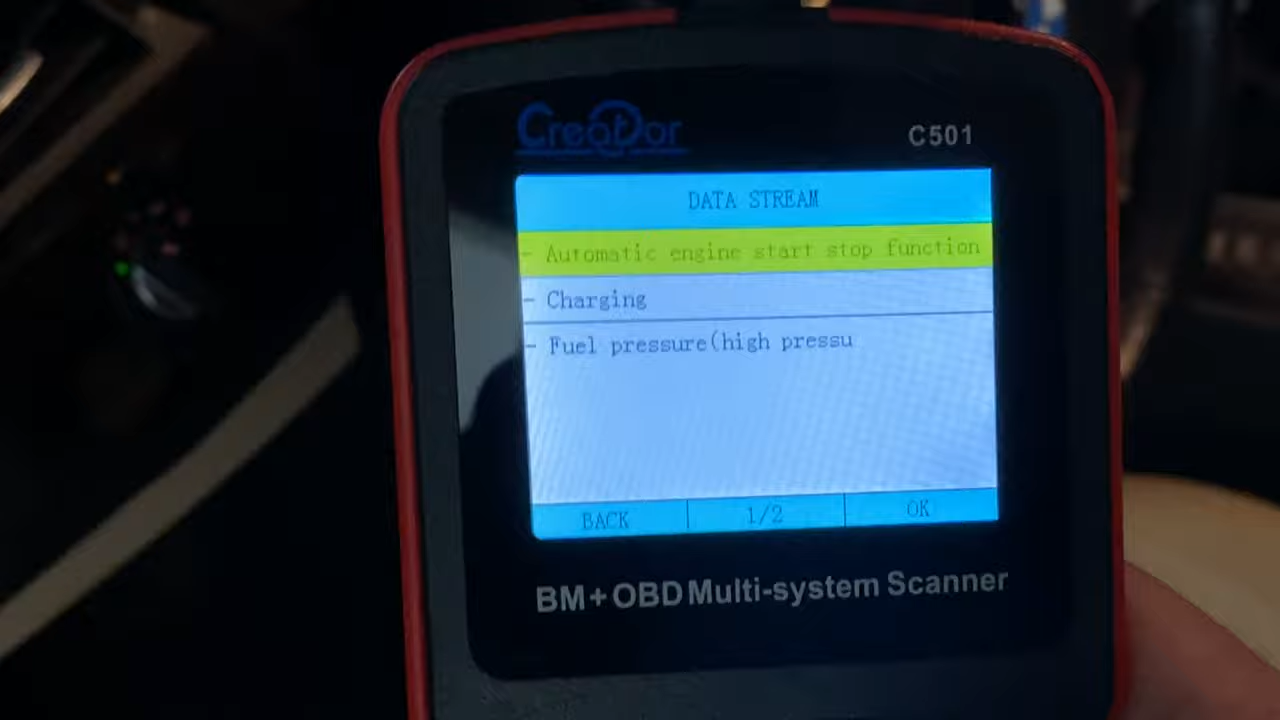 Creator
C501
DATA STREAM
- Automatic engine start stop function
- Charging
- Fuel pressure(high pressu
BACK 1/2 OK
BM+OBD Multi-system Scanner